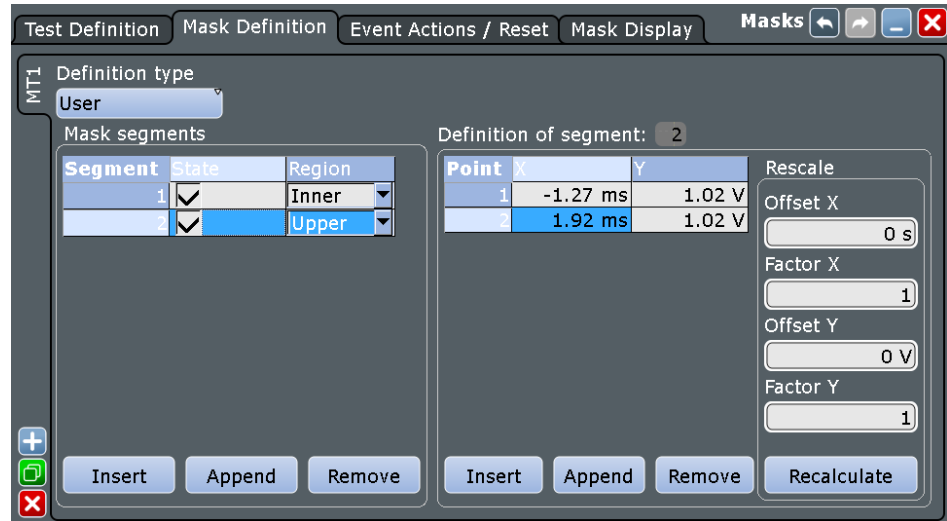 Test Definition Mask Definition Event Actions / Reset Mask Display Masks
MT1
Definition type
User
Mask segments
Segment State Region
1 Inner
2 Upper
Insert Append Remove
Definition of segment: 2
Point X Y
1 -1.27 ms 1.02 V
2 1.92 ms 1.02 V
Insert Append Remove
Rescale
Offset X
0 s
Factor X
1
Offset Y
0 V
Factor Y
1
Recalculate